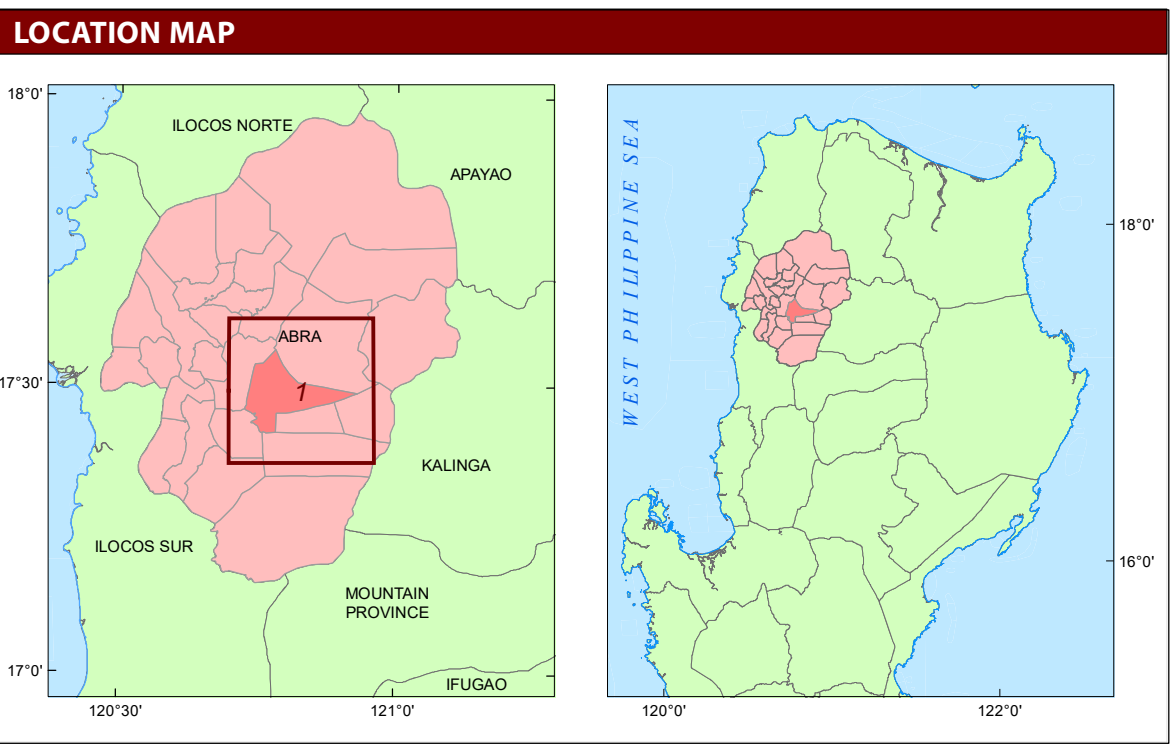 LOCATION MAP
18°0'
ILOCOS NORTE
APAYAO
ABRA
17°30'
1
KALINGA
ILOCOS SUR
MOUNTAIN
PROVINCE
17°0'
IFUGAO
120°30'
121°0'
WEST PHILIPPINE SEA
18°0'
16°0'
120°0'
122°0'